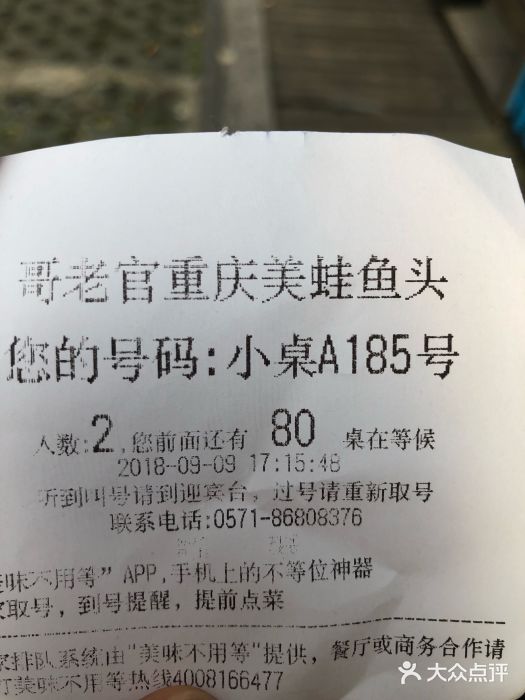 哥老官重庆美蛙鱼头
您的号码:小桌A185号
人数:2,您前面还有 80 桌在等候
2018-09-09 17:15:48
听到叫号请到迎宾台，过号请重新取号
联系电话:0571-86808376
味不用等”APP,手机上的不等位神器
取号，到号提醒，提前点菜
家排队系统由"美味不用等"提供，餐厅或商务合作请
打美味不用等热线4008166477
大众点评